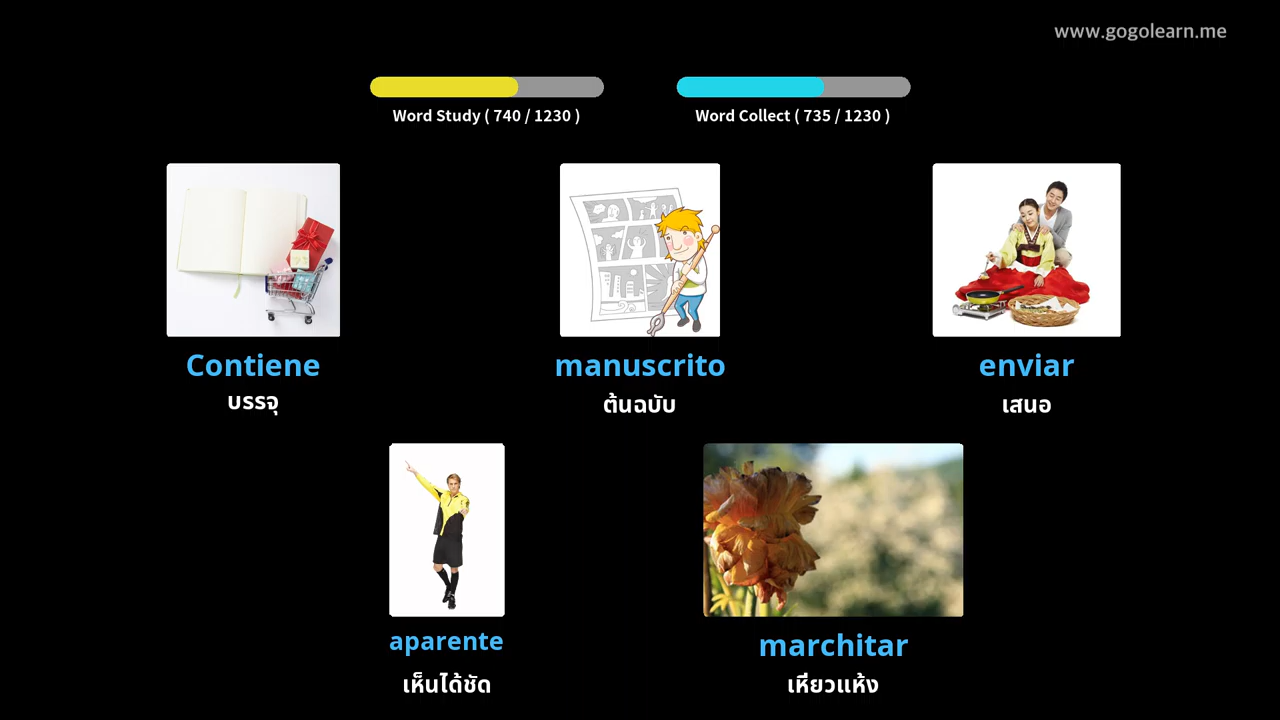 www.gogolearn.me
Word Study ( 740 / 1230 )
Word Collect ( 735 / 1230 )
Contiene
บรรจุ
manuscrito
ต้นฉบับ
enviar
เสนอ
aparente
เห็นได้ชัด
marchitar
เหี่ยวแห้ง